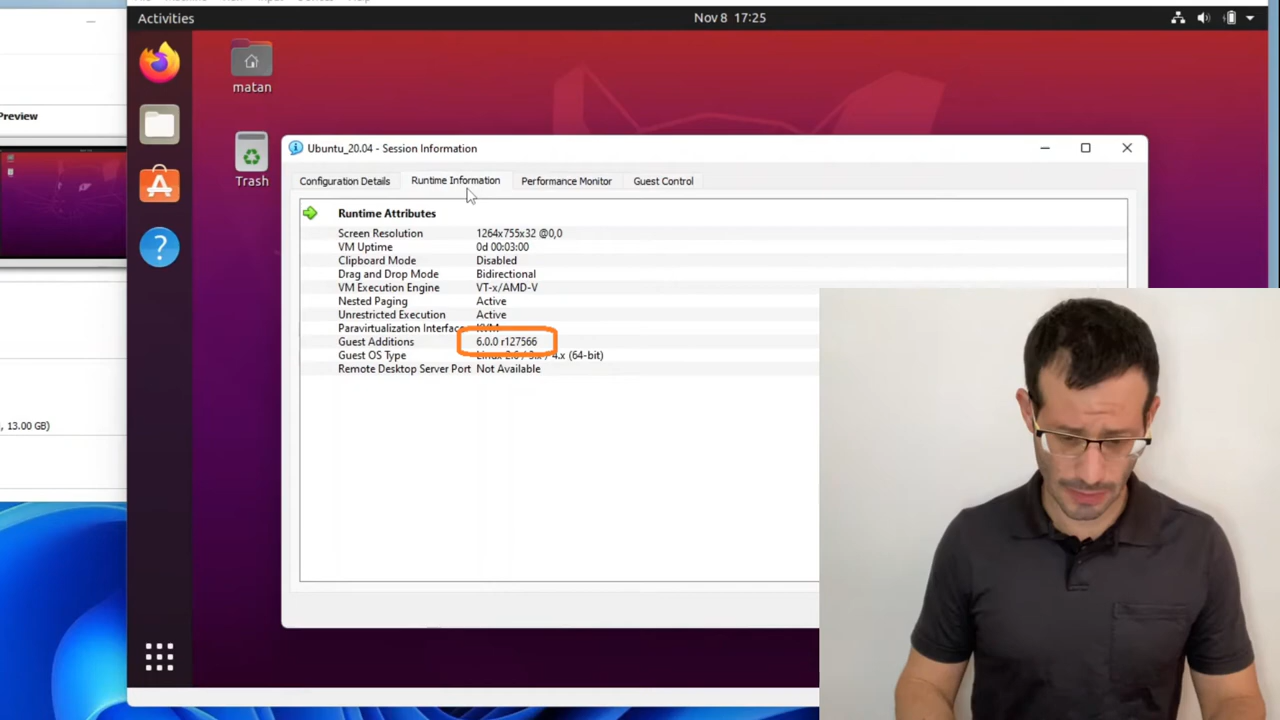 Activities
Nov 8 17:25
Preview
matan
Trash
, 13.00 GB)
Ubuntu_20.04 - Session Information
Configuration Details
Runtime Information
Performance Monitor
Guest Control
Runtime Attributes
Screen Resolution 1264x755x32 @0,0
VM Uptime 0d 00:03:00
Clipboard Mode Disabled
Drag and Drop Mode Bidirectional
VM Execution Engine VT-x/AMD-V
Nested Paging Active
Unrestricted Execution Active
Paravirtualization Interface KVM
Guest Additions 6.0.0 r127566
Guest OS Type Linux 2.6 / 3.x / 4.x (64-bit)
Remote Desktop Server Port Not Available